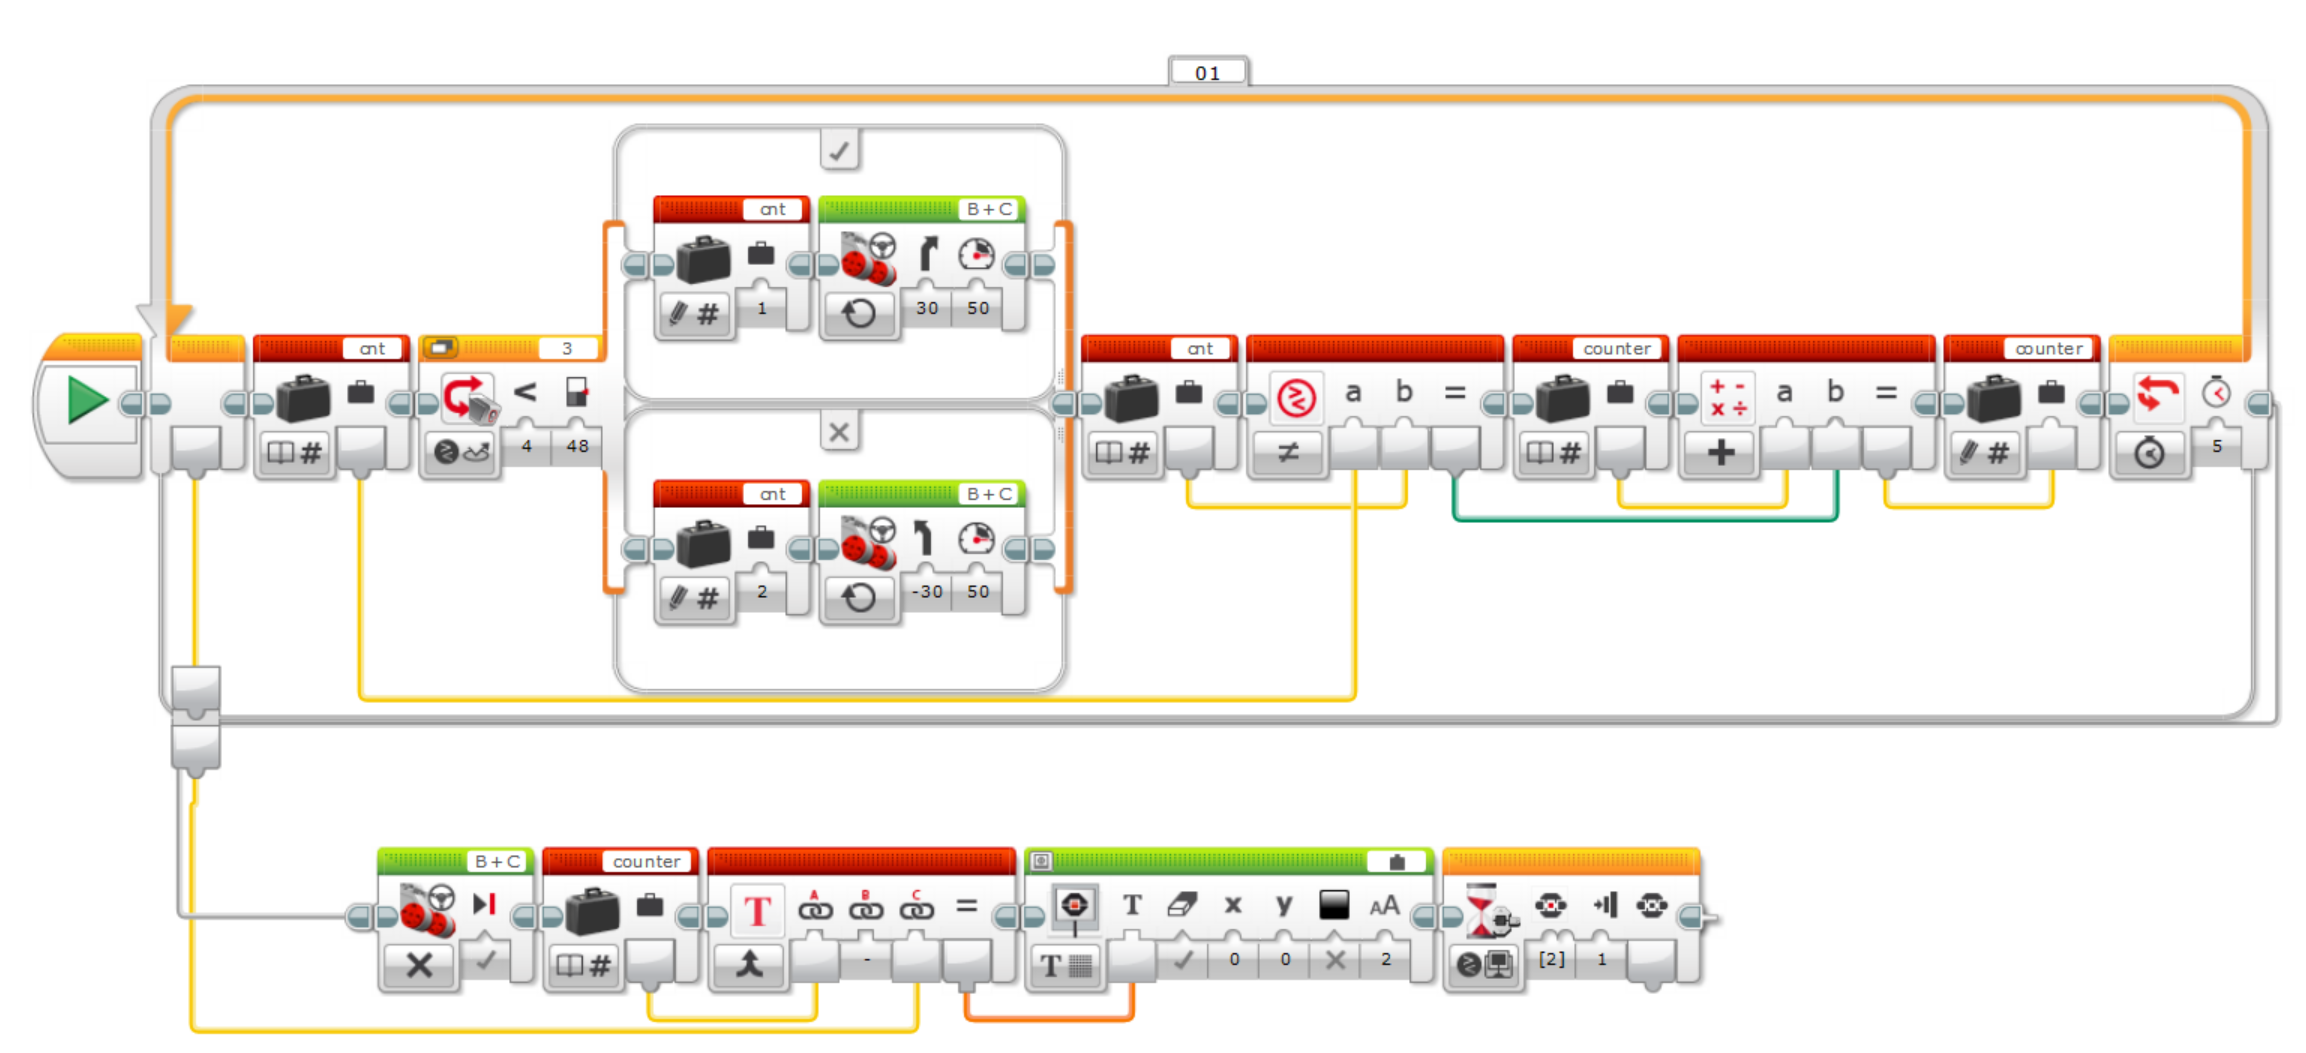 01
cnt
B + C
1
30 50
cnt
3
4 48
cnt
B + C
2
-30 50
cnt
a b =
≠
counter
+ -
x ÷
a b =
+
counter
5
#
#
#
#
#
#
B + C
counter
#
T
A B C
=
-
T x y AA
T
0 0 2
[2] 1